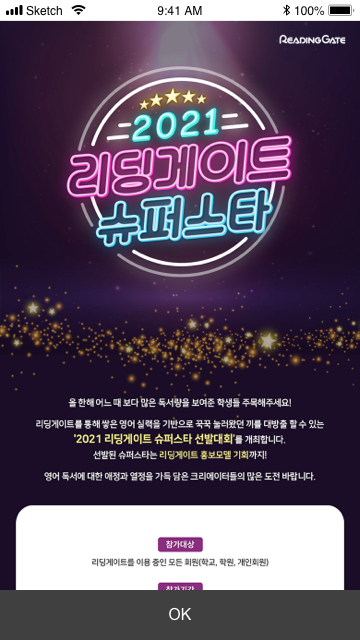 Sketch
9:41 AM
100%
READINGGATE
2021
리딩게이트
슈퍼스타
올 한해 어느 때 보다 많은 독서량을 보여준 학생들 주목해주세요!
리딩게이트를 통해 쌓은 영어 실력을 기반으로 꾹꾹 눌러왔던 끼를 대방출 할 수 있는
'2021 리딩게이트 슈퍼스타 선발대회'를 개최합니다.
선발된 슈퍼스타는 리딩게이트 홍보모델 기회까지!
영어 독서에 대한 애정과 열정을 가득 담은 크리에이터들의 많은 도전 바랍니다.
참가대상
리딩게이트를 이용 중인 모든 회원(학교, 학원, 개인회원)
참가기간
OK